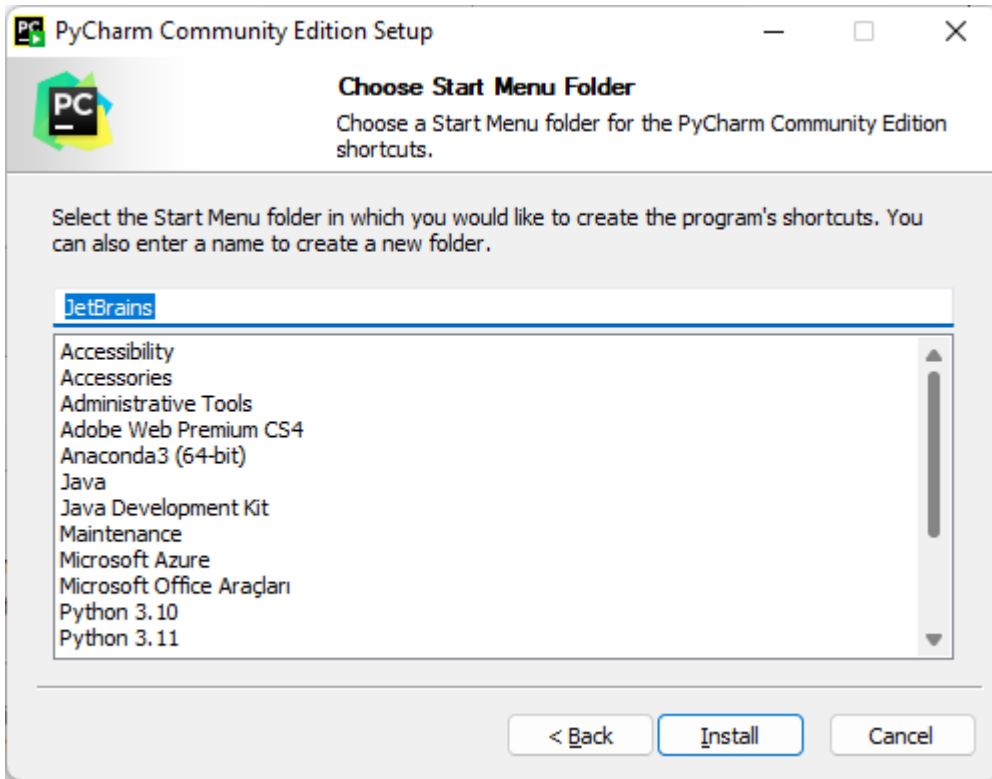 PyCharm Community Edition Setup
PC
Choose Start Menu Folder
Choose a Start Menu folder for the PyCharm Community Edition
shortcuts.
Select the Start Menu folder in which you would like to create the program's shortcuts. You
can also enter a name to create a new folder.
JetBrains
Accessibility
Accessories
Administrative Tools
Adobe Web Premium CS4
Anaconda3 (64-bit)
Java
Java Development Kit
Maintenance
Microsoft Azure
Microsoft Office Araçları
Python 3.10
Python 3.11
< Back Install Cancel